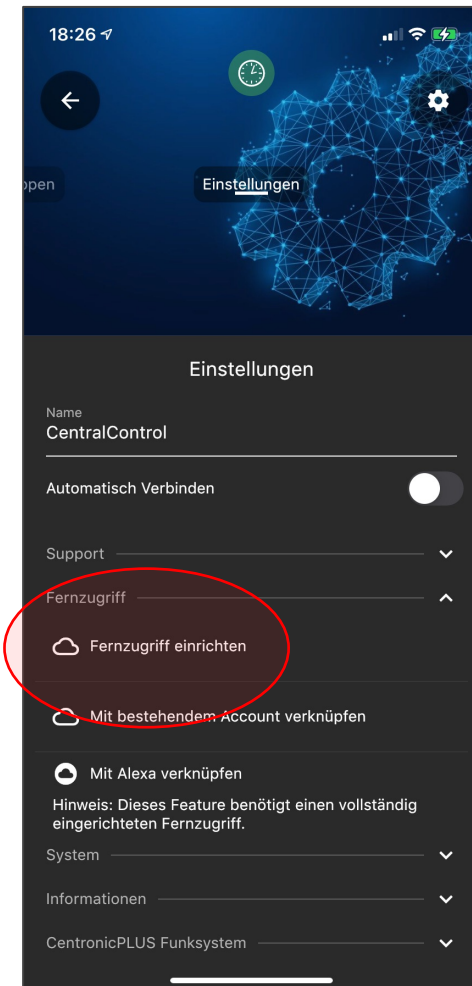 18:26
ppen
Einstellungen
Einstellungen
Name
CentralControl
Automatisch Verbinden
Support
Fernzugriff
Fernzugriff einrichten
Mit bestehendem Account verknüpfen
Mit Alexa verknüpfen
Hinweis: Dieses Feature benötigt einen vollständig
eingerichteten Fernzugriff.
System
Informationen
CentronicPLUS Funksystem